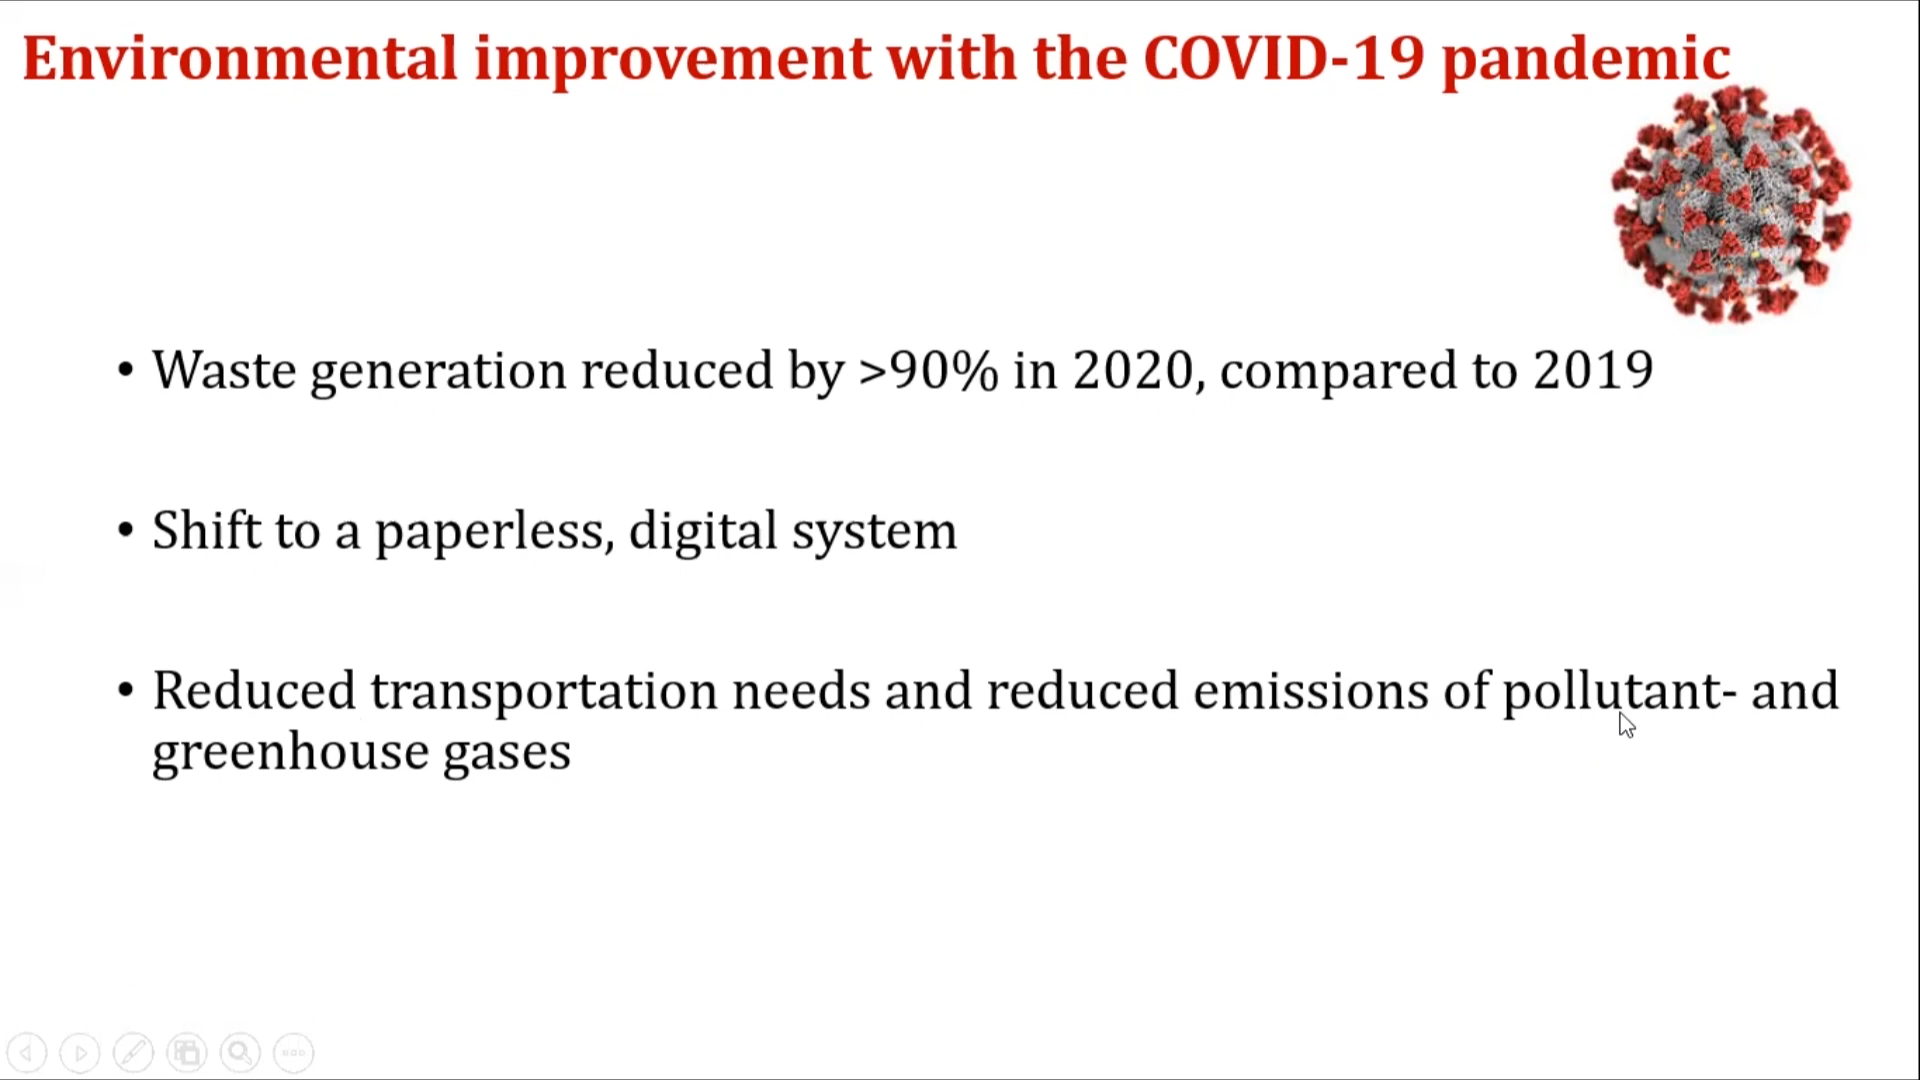 Environmental improvement with the COVID-19 pandemic
• Waste generation reduced by >90% in 2020, compared to 2019
• Shift to a paperless, digital system
• Reduced transportation needs and reduced emissions of pollutant- and
greenhouse gases